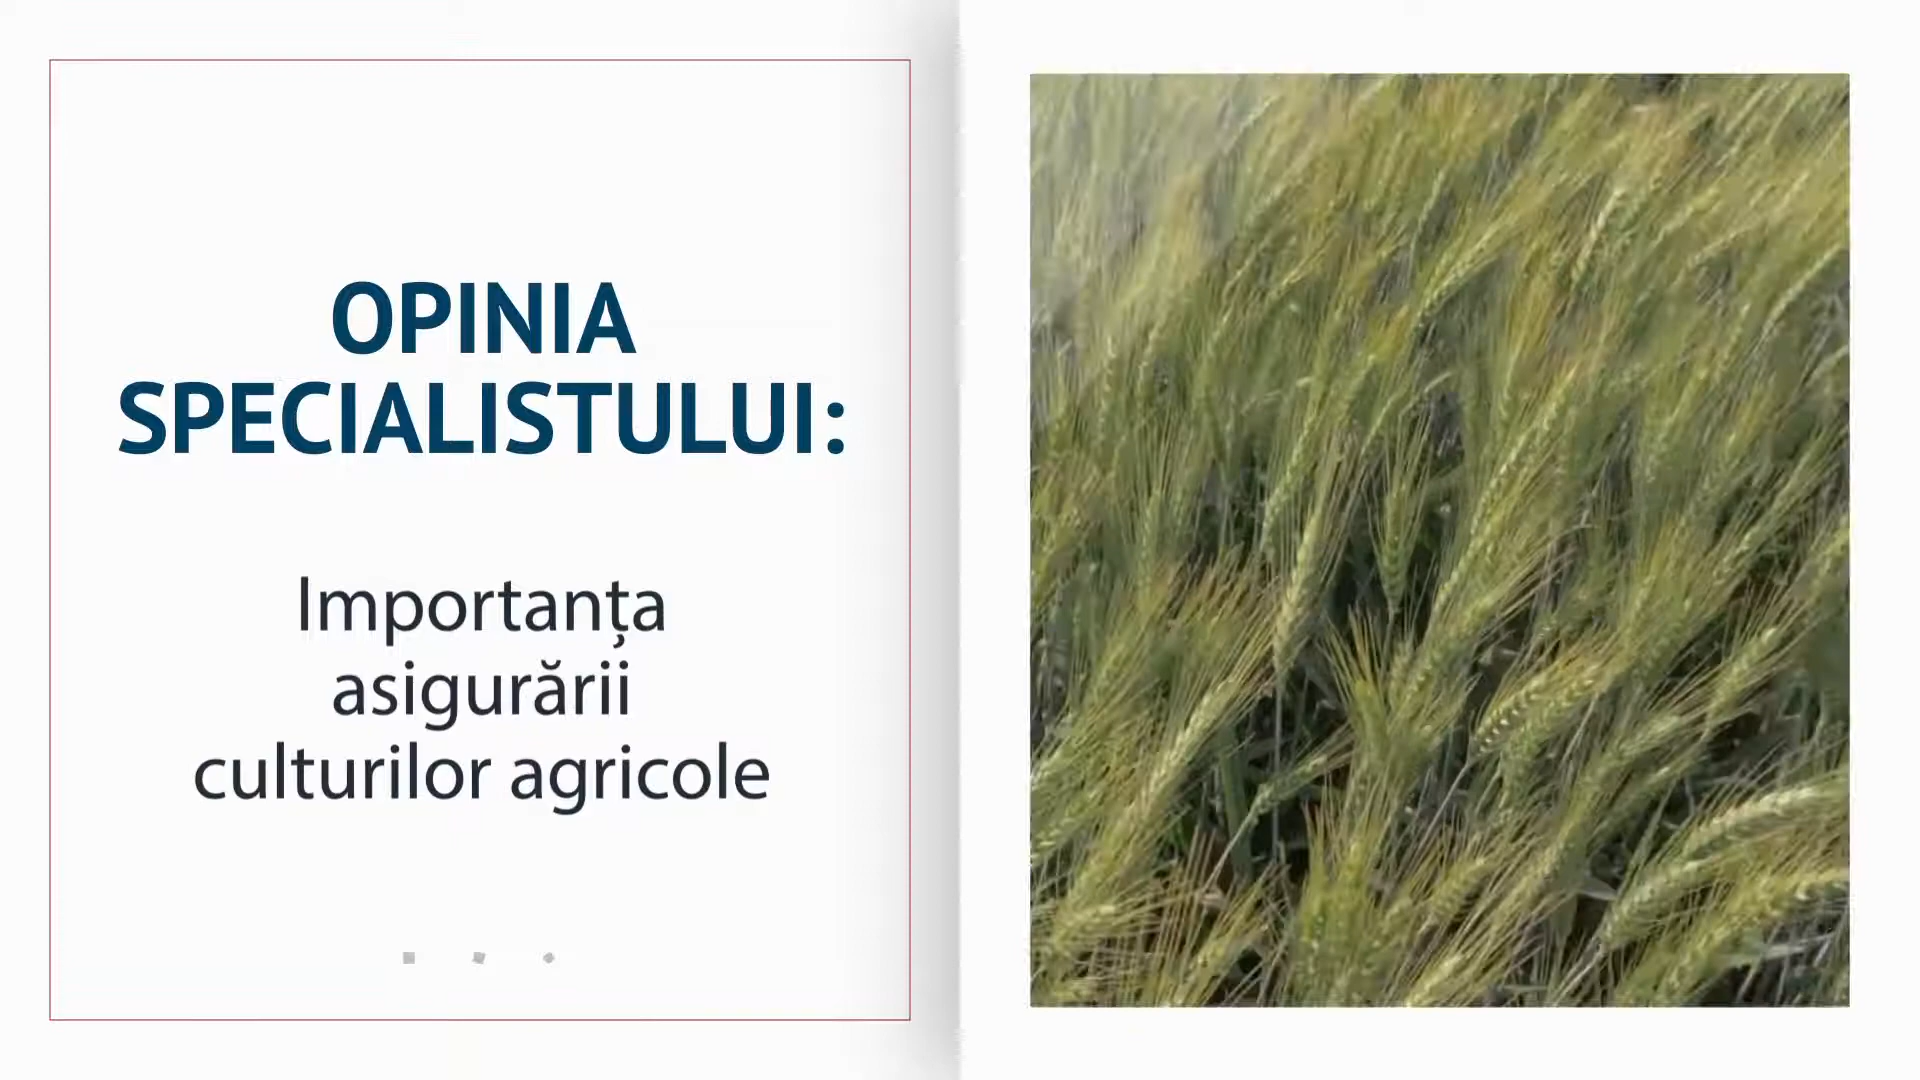 OPINIA
SPECIALISTULUI:
Importanța
asigurării
culturilor agricole